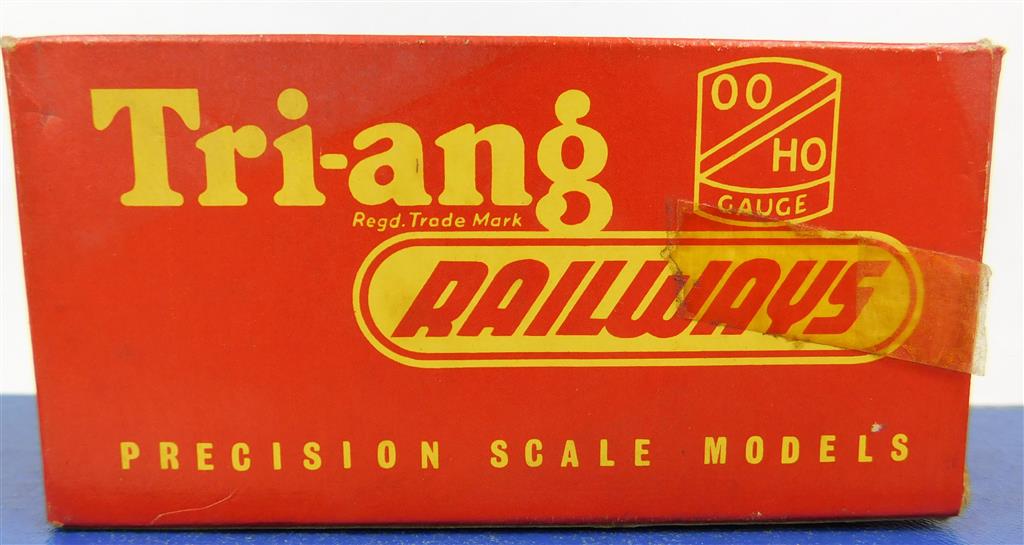 Tri-ang
Regd. Trade Mark
OO
HO
GAUGE
RAILWAYS
PRECISION SCALE MODELS